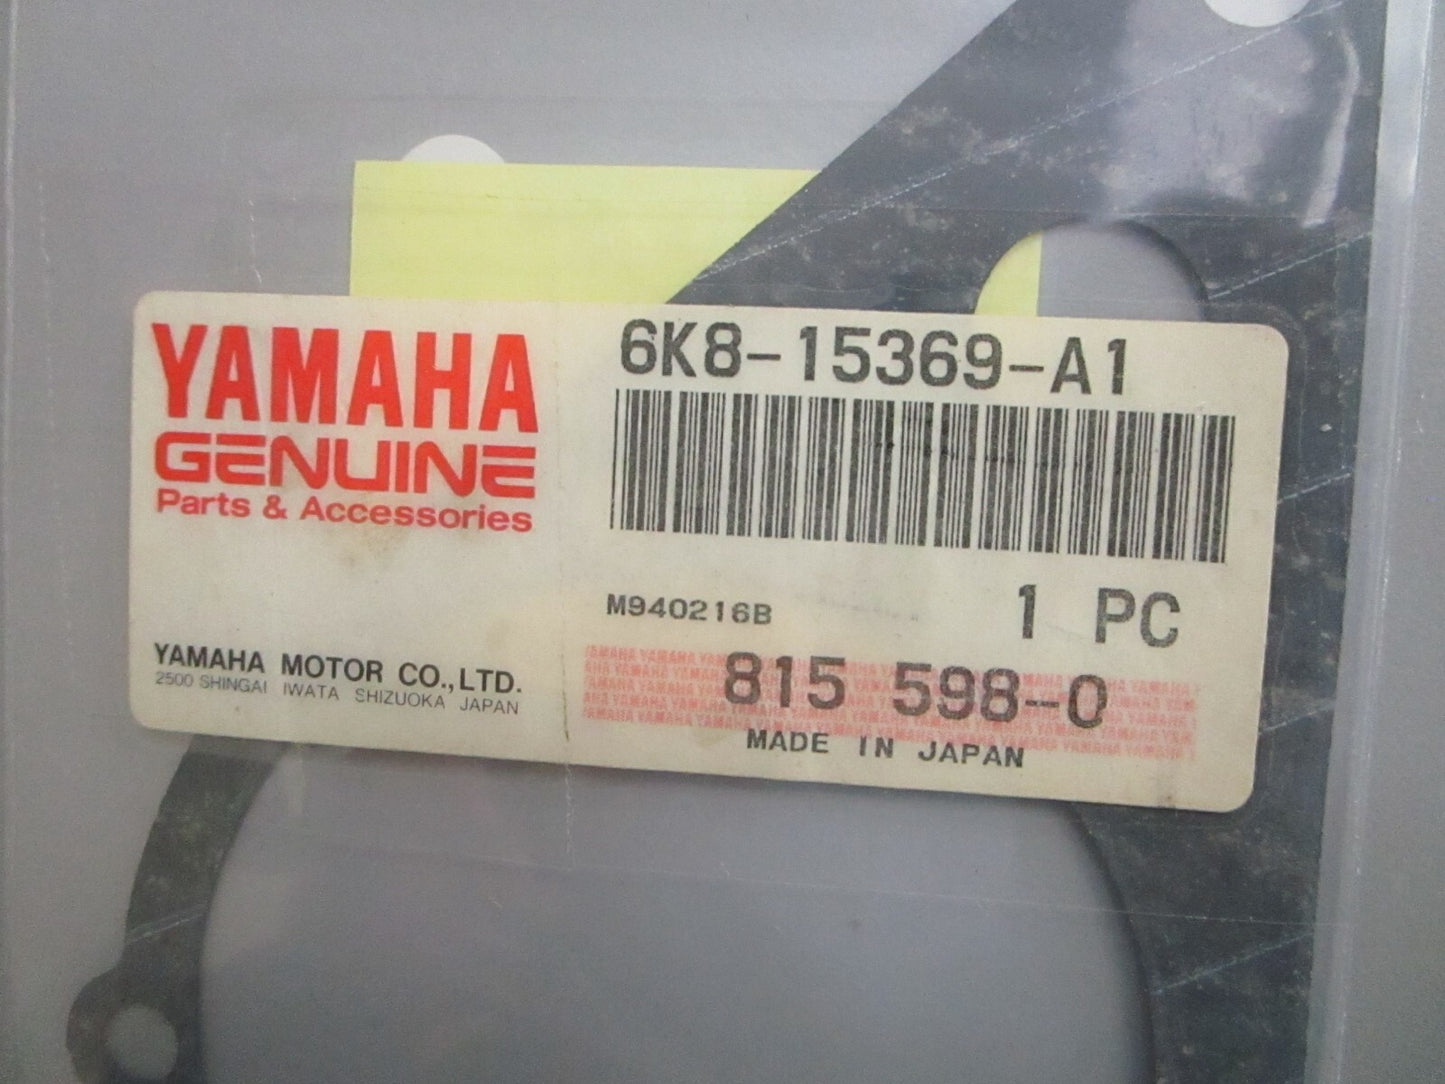 YAMAHA
GENUINE
Parts & Accessories
YAMAHA MOTOR CO.,LTD.
2500 SHINGAI IWATA SHIZUOKA JAPAN
6K8-15369-A1
M940216B
1 PC
815 598-0
MADE IN JAPAN